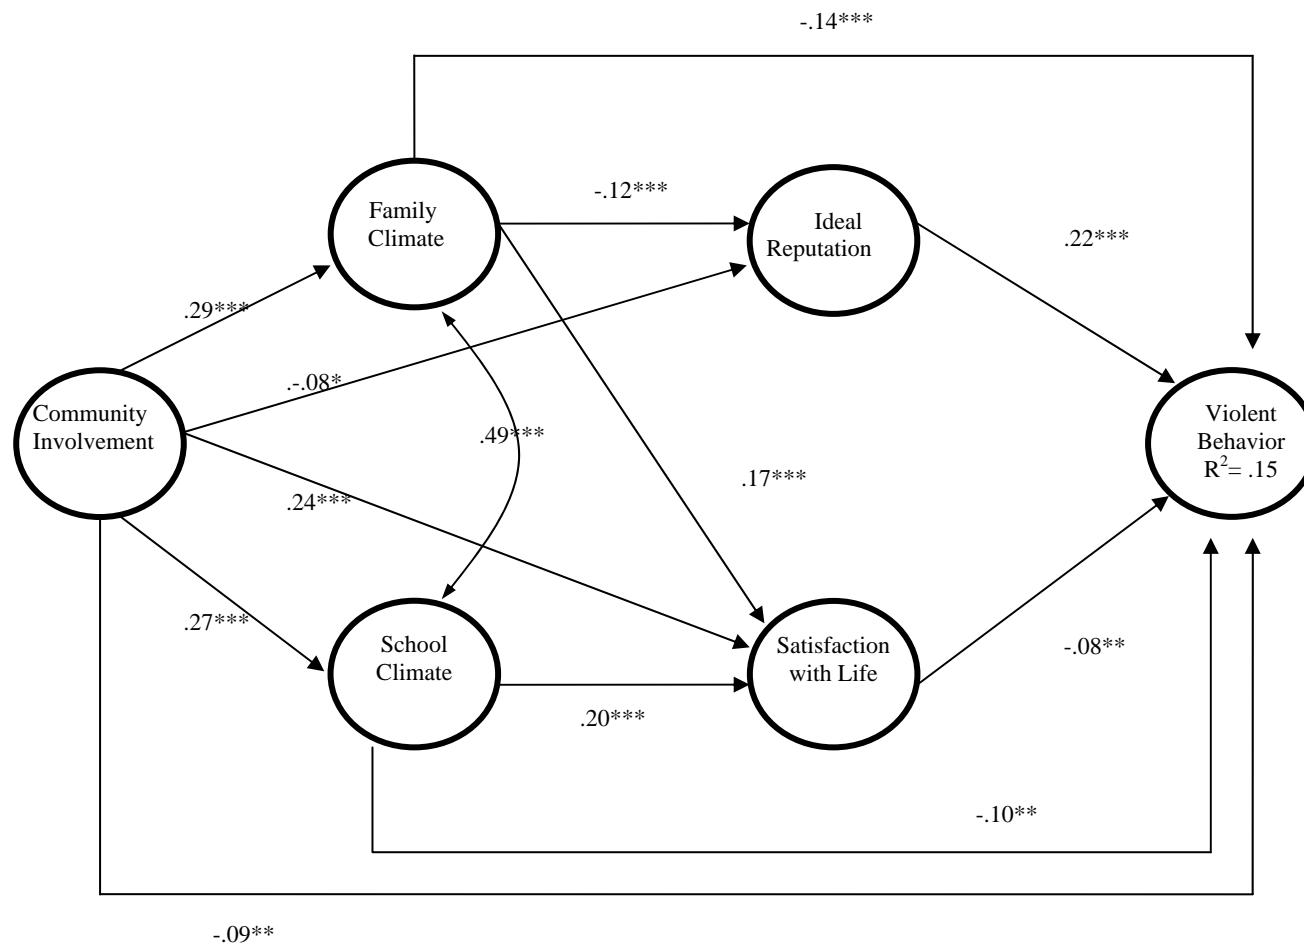 -.14***
Family
Climate
-.12***
Ideal
Reputation
.22***
.29***
.-.08*
Community
Involvement
.49***
Violent
Behavior
R²= .15
.24***
.17***
.27***
School
Climate
.20***
Satisfaction
with Life
-.08**
-.10**
-.09**